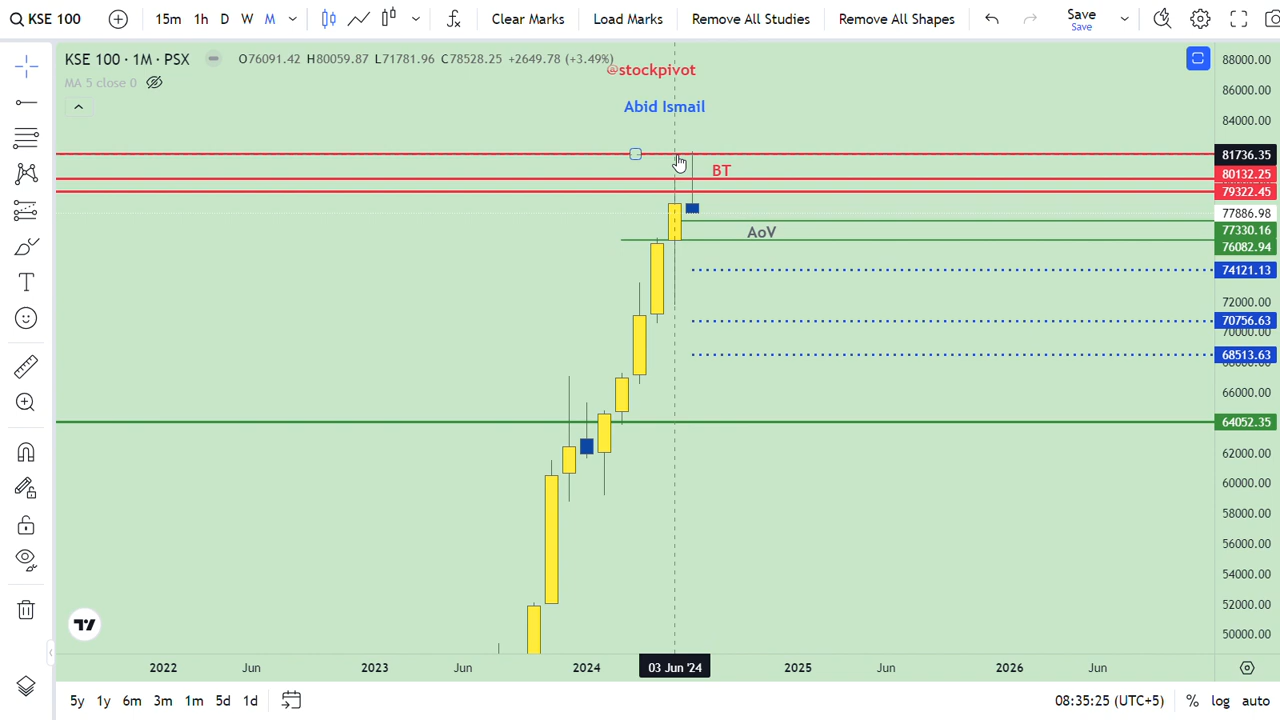 KSE 100
15m 1h D W M
Clear Marks
Load Marks
Remove All Studies
Remove All Shapes
Save
Save
KSE 100 · 1M · PSX
O76091.42 H80059.87 L71781.96 C78528.25 +2649.78 (+3.49%)
MA 5 close 0
@stockpivot
Abid Ismail
BT
AoV
88000.00
86000.00
84000.00
81736.35
80132.25
79322.45
77886.98
77330.16
76082.94
74121.13
72000.00
70756.63
70000.00
68513.63
66000.00
64052.35
62000.00
60000.00
58000.00
56000.00
54000.00
52000.00
50000.00
2022 Jun 2023 Jun 2024 03 Jun '24 2025 Jun 2026 Jun
5y 1y 6m 3m 1m 5d 1d
08:35:25 (UTC+5) % log auto